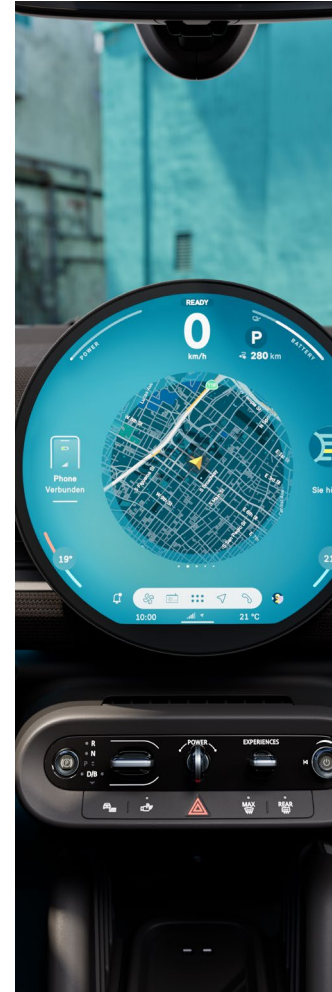 READY
0
km/h
P
280 km
POWER
BATTERY
Phone
Verbunden
Sie hi
19°
21
10:00
21 °C
R
N
P
D/B
P
POWER
EXPERIENCES
MAX
REAR